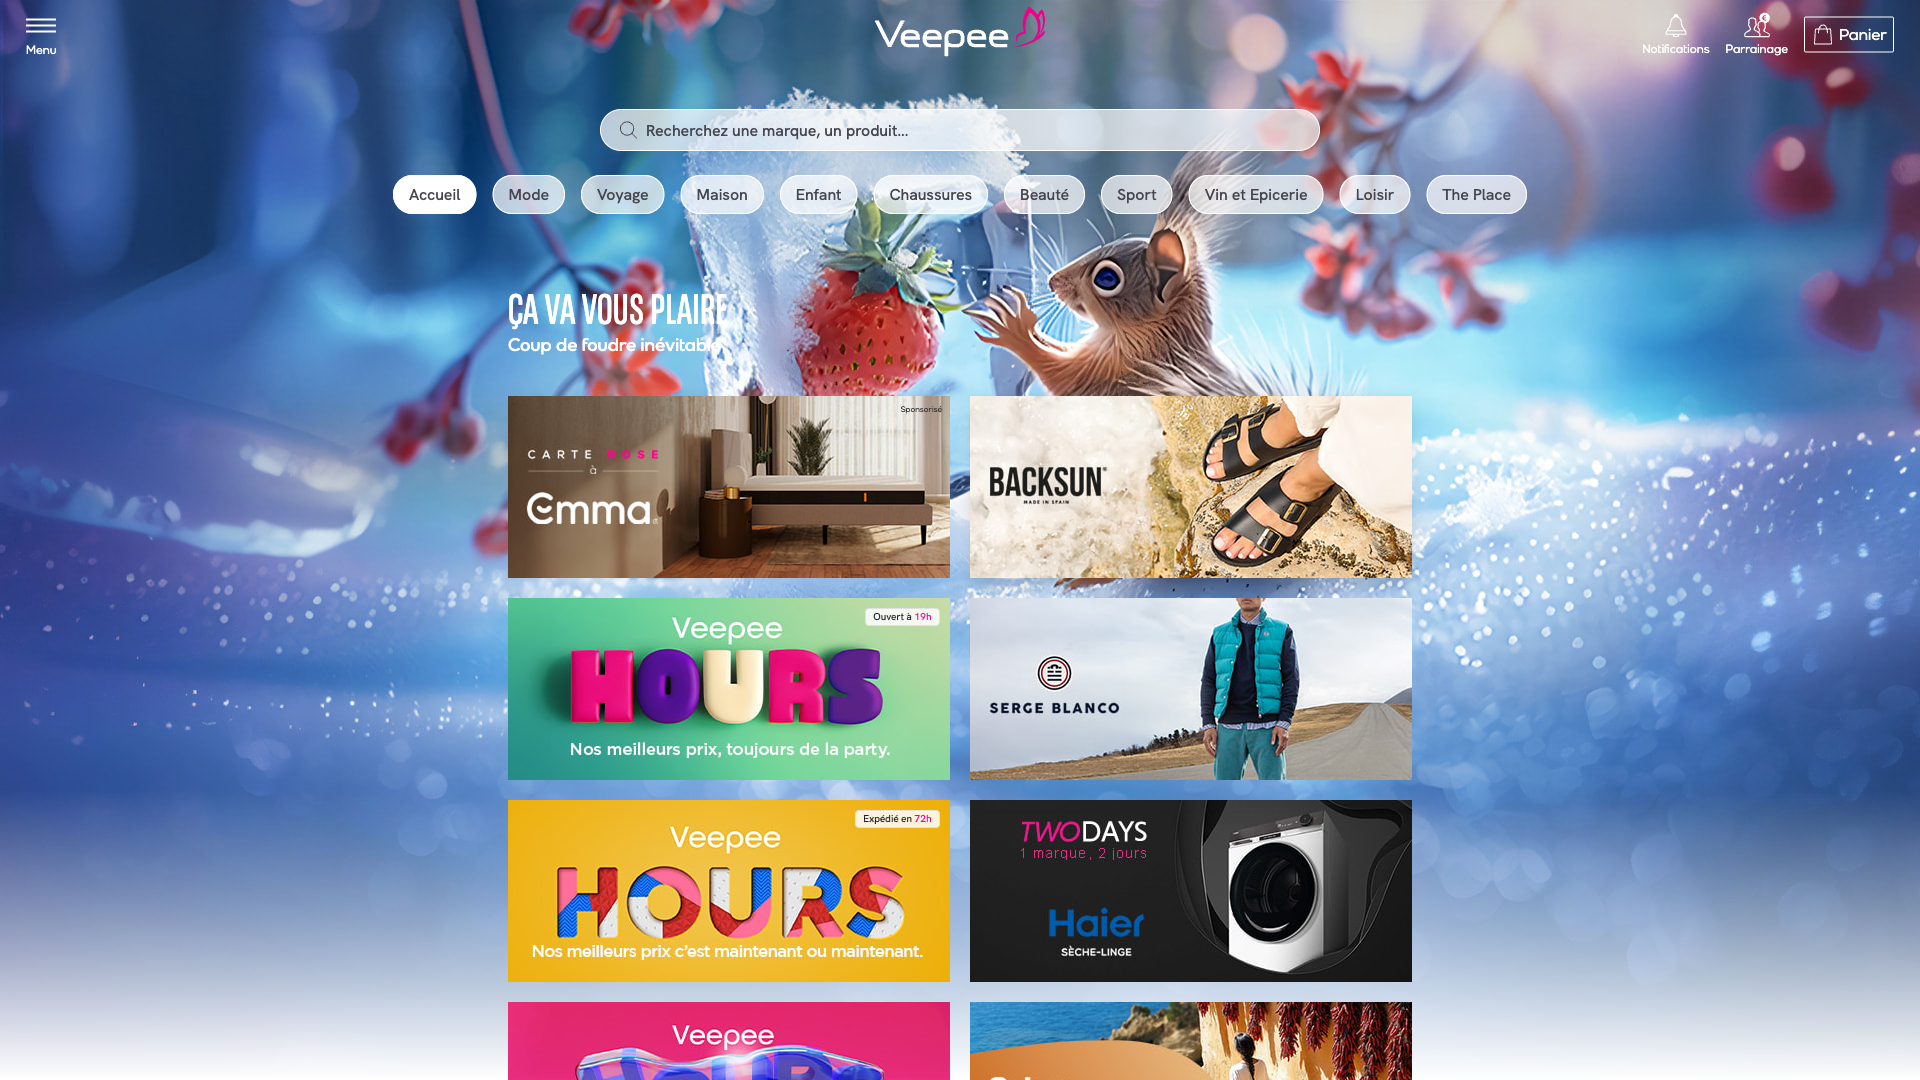 Menu
Veepee
Notifications
Parrainage
Panier
Recherchez une marque, un produit...
Accueil
Mode
Voyage
Maison
Enfant
Chaussures
Beauté
Sport
Vin et Epicerie
Loisir
The Place
ÇA VA VOUS PLAIRE
Coup de foudre inévitable
Sponsorisé
CARTE ROSE
à
Emma
BACKSUN
MADE IN SPAIN
Ouvert à 19h
Veepee
HOURS
Nos meilleurs prix, toujours de la party.
SERGE BLANCO
Expédié en 72h
Veepee
HOURS
Nos meilleurs prix c'est maintenant ou maintenant.
TWODAYS
1 marque, 2 jours
Haier
SÈCHE-LINGE
Veepee
HOURS